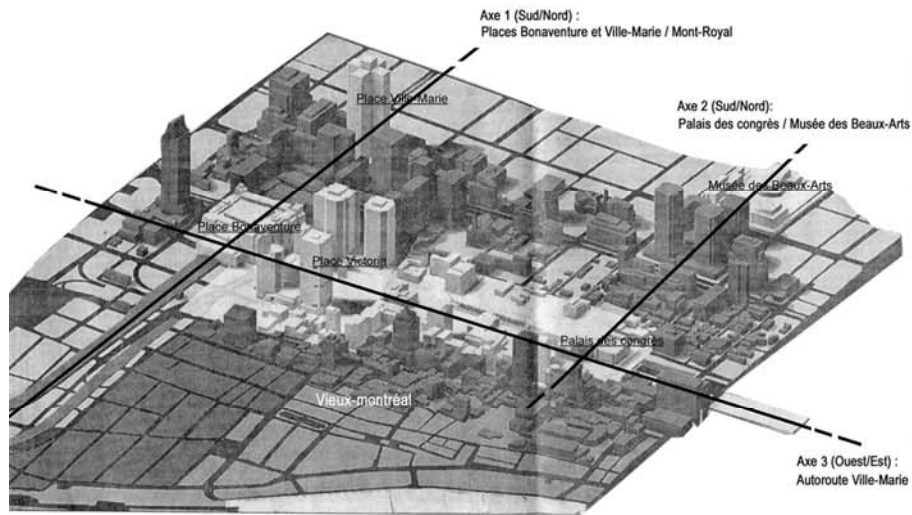 Axe 1 (Sud/Nord) :
Places Bonaventure et Ville-Marie / Mont-Royal
Axe 2 (Sud/Nord):
Palais des congrès / Musée des Beaux-Arts
Place Ville-Marie
Musée des Beaux-Arts
Place Bonaventure
Place Victoria
Palais des congrès
Vieux-montréal
Axe 3 (Ouest/Est) :
Autoroute Ville-Marie